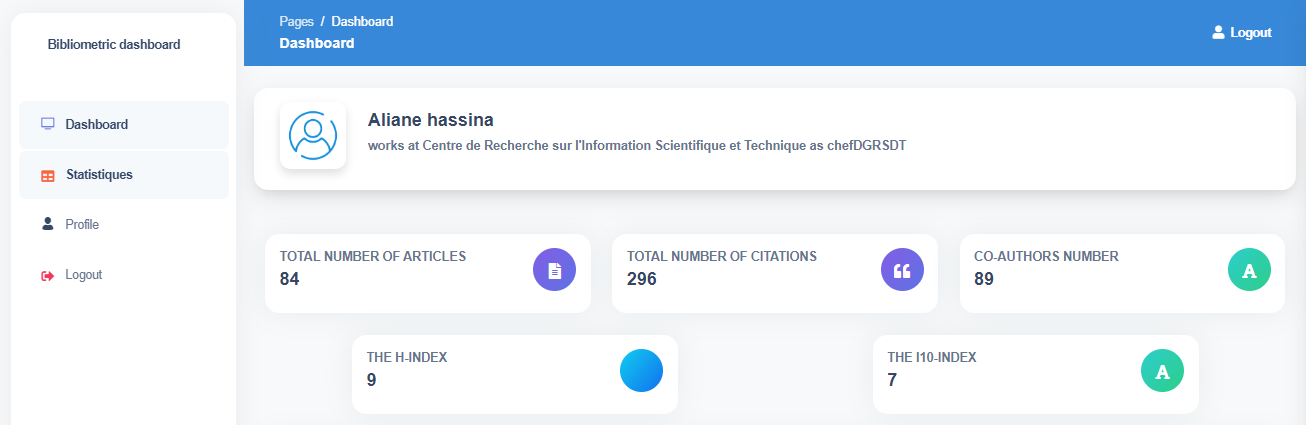 Bibliometric dashboard
Dashboard
Statistiques
Profile
Logout
Pages / Dashboard
Dashboard
Logout
Aliane hassina
works at Centre de Recherche sur l'Information Scientifique et Technique as chefDGRSDT
TOTAL NUMBER OF ARTICLES
84
TOTAL NUMBER OF CITATIONS
296
CO-AUTHORS NUMBER
89
A
THE H-INDEX
9
THE I10-INDEX
7
A